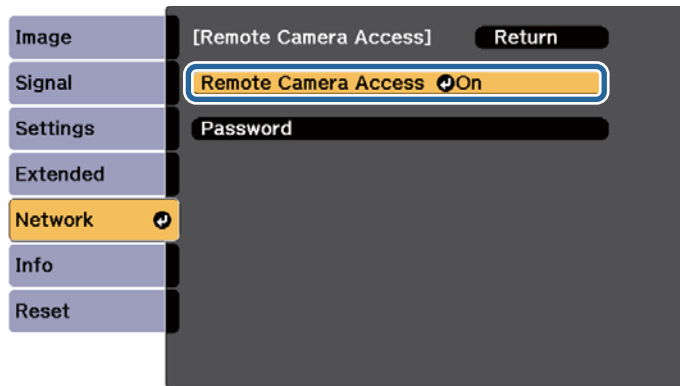 Image
Signal
Settings
Extended
Network
Info
Reset
[Remote Camera Access] Return
Remote Camera Access On
Password